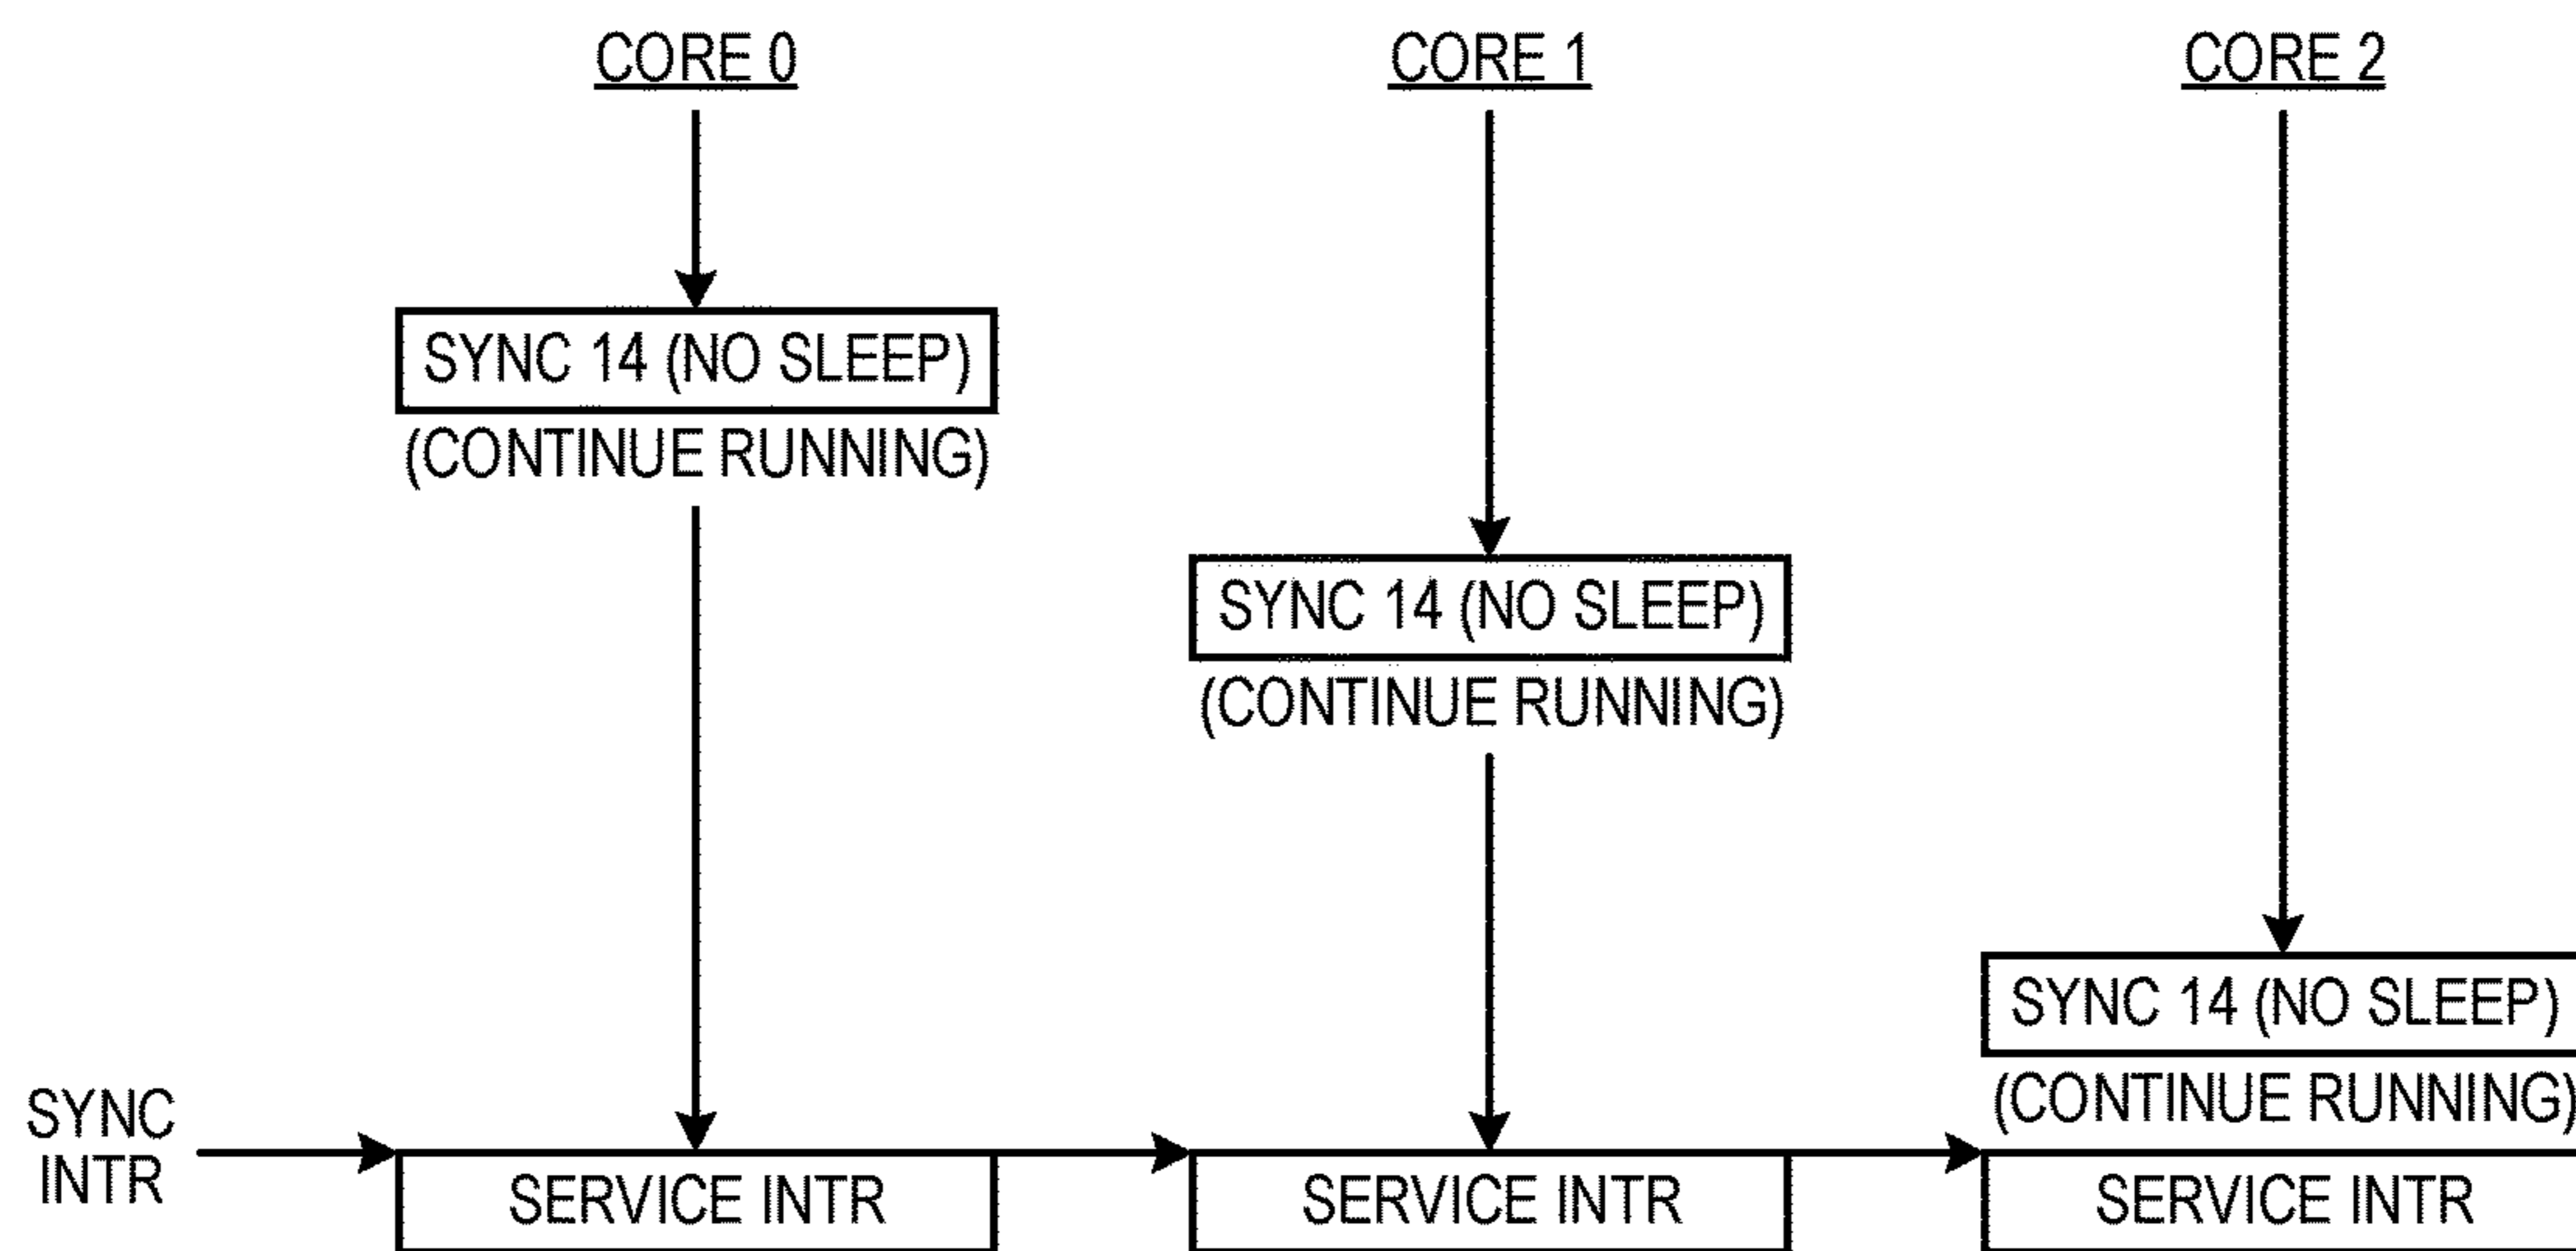 CORE 0
CORE 1
CORE 2
SYNC 14 (NO SLEEP)
(CONTINUE RUNNING)
SYNC 14 (NO SLEEP)
(CONTINUE RUNNING)
SYNC 14 (NO SLEEP)
(CONTINUE RUNNING)
SYNC
INTR
SERVICE INTR
SERVICE INTR
SERVICE INTR